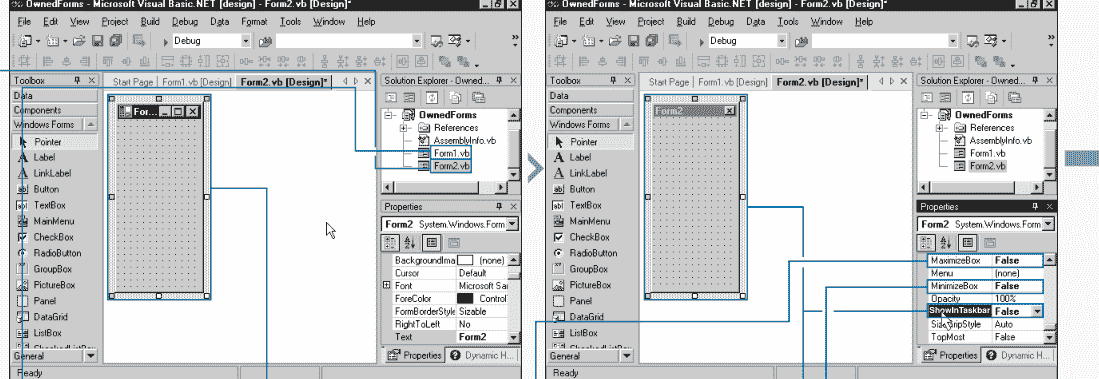 OwnedForms - Microsoft Visual Basic.NET [design] - Form2.vb [Design]*
File Edit View Project Build Debug Data Format Tools Window Help
Debug
Toolbox
Start Page Form1.vb [Design] Form2.vb [Design]*
Solution Explorer - Owned...
Data
Components
Windows Forms
Pointer
Label
LinkLabel
Button
TextBox
MainMenu
CheckBox
RadioButton
GroupBox
PictureBox
Panel
DataGrid
ListBox
CheckedListBox
General
For...
OwnedForms
References
AssemblyInfo.vb
Form1.vb
Form2.vb
Properties
Form2 System.Windows.Form
BackgroundIma (none)
Cursor Default
Font Microsoft Sa
ForeColor Control
FormBorderStyle Sizable
RightToLeft No
Text Form2
Properties Dynamic H...
Ready
OwnedForms - Microsoft Visual Basic.NET [design] - Form2.vb [Design]*
File Edit View Project Build Debug Data Format Tools Window Help
Debug
Toolbox
Start Page Form1.vb [Design] Form2.vb [Design]*
Solution Explorer - Owned...
Data
Components
Windows Forms
Pointer
Label
LinkLabel
Button
TextBox
MainMenu
CheckBox
RadioButton
GroupBox
PictureBox
Panel
DataGrid
ListBox
CheckedListBox
General
Form2
OwnedForms
References
AssemblyInfo.vb
Form1.vb
Form2.vb
Properties
Form2 System.Windows.Form
MaximizeBox False
Menu (none)
MinimizeBox False
Opacity 100%
ShowInTaskbar False
SizeGripStyle Auto
TopMost False
Properties Dynamic H...
Ready